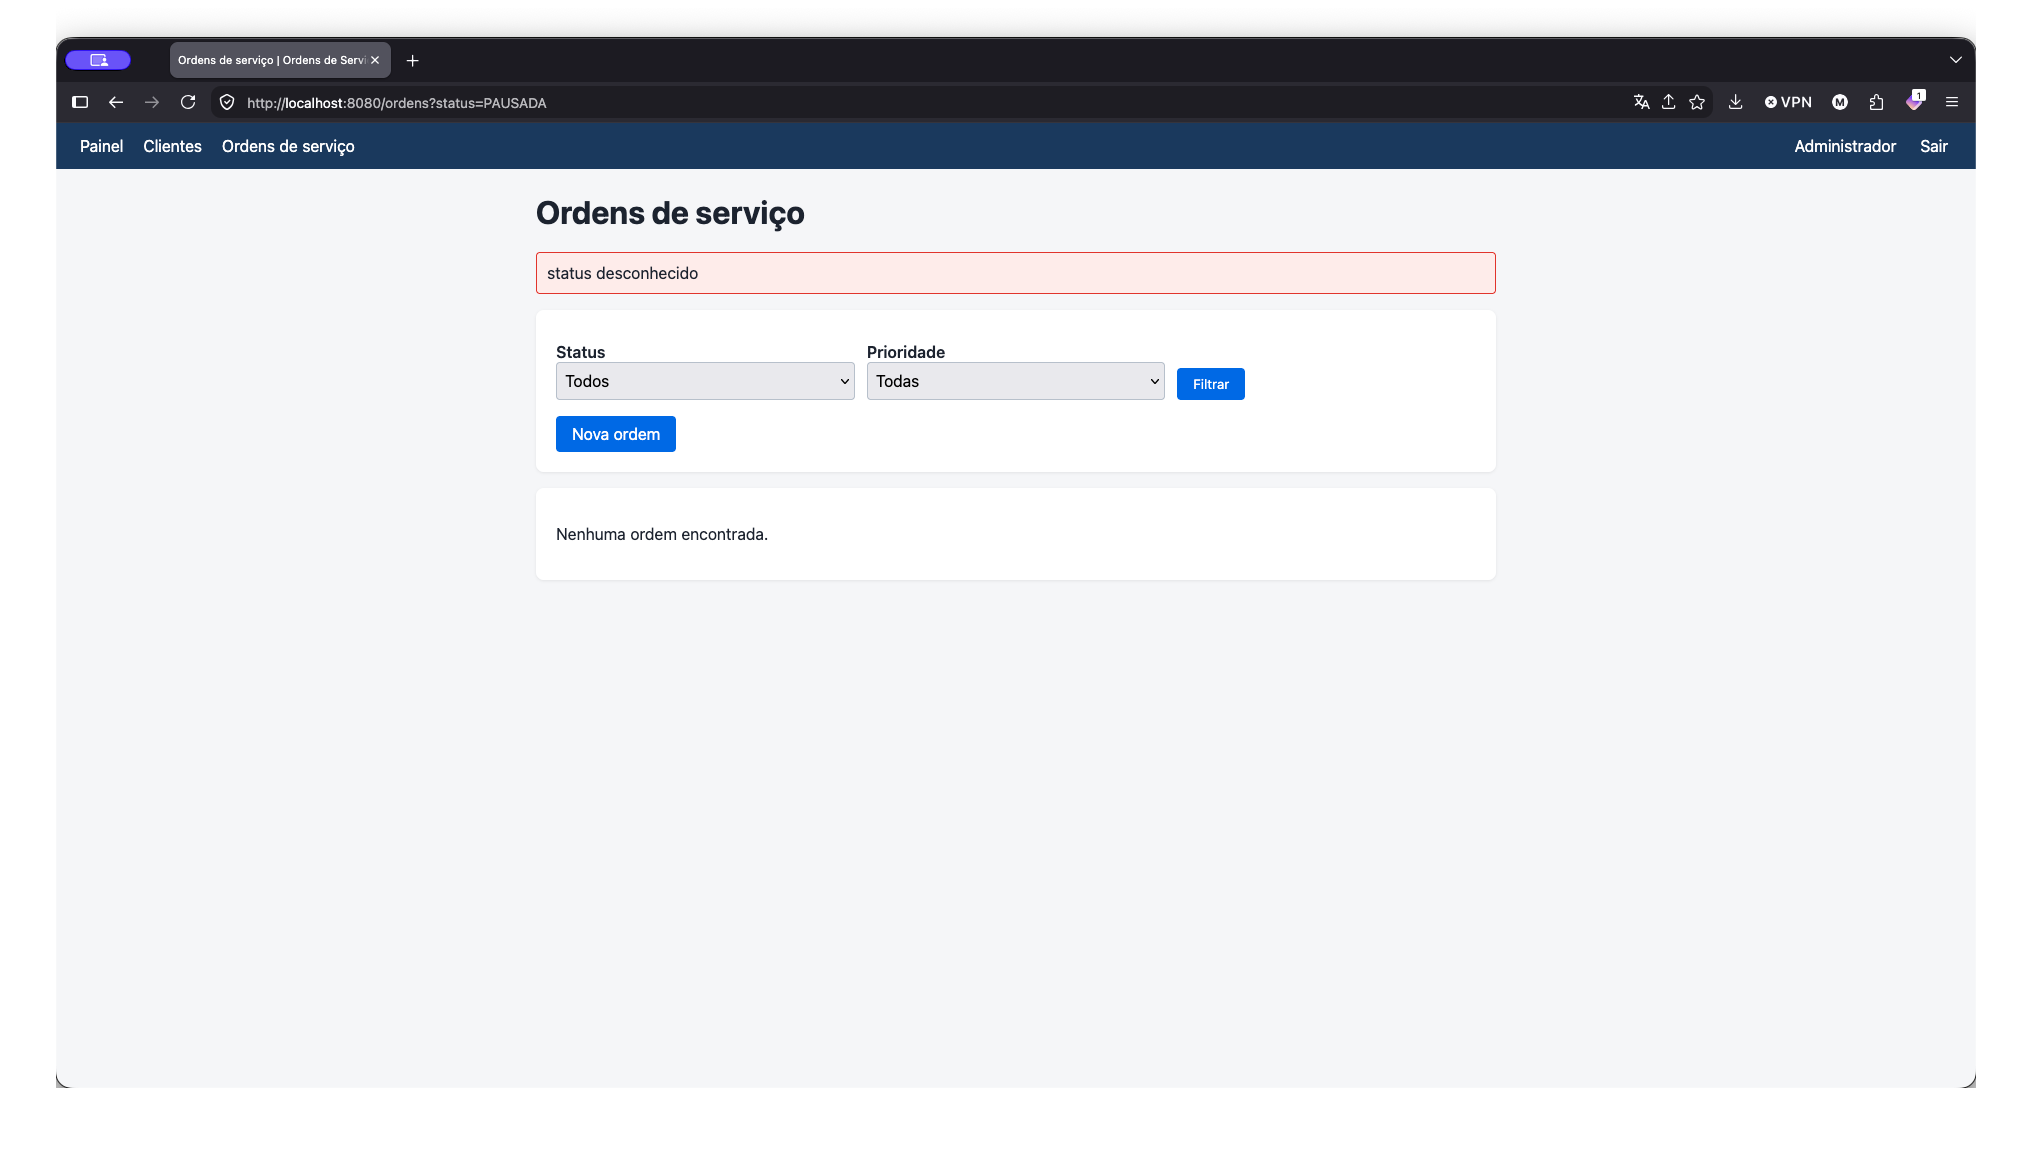 Ordens de serviço | Ordens de Servi
http://localhost:8080/ordens?status=PAUSADA
VPN
M
1
Painel Clientes Ordens de serviço Administrador Sair
Ordens de serviço
status desconhecido
Status Prioridade
Todos Todas Filtrar
Nova ordem
Nenhuma ordem encontrada.